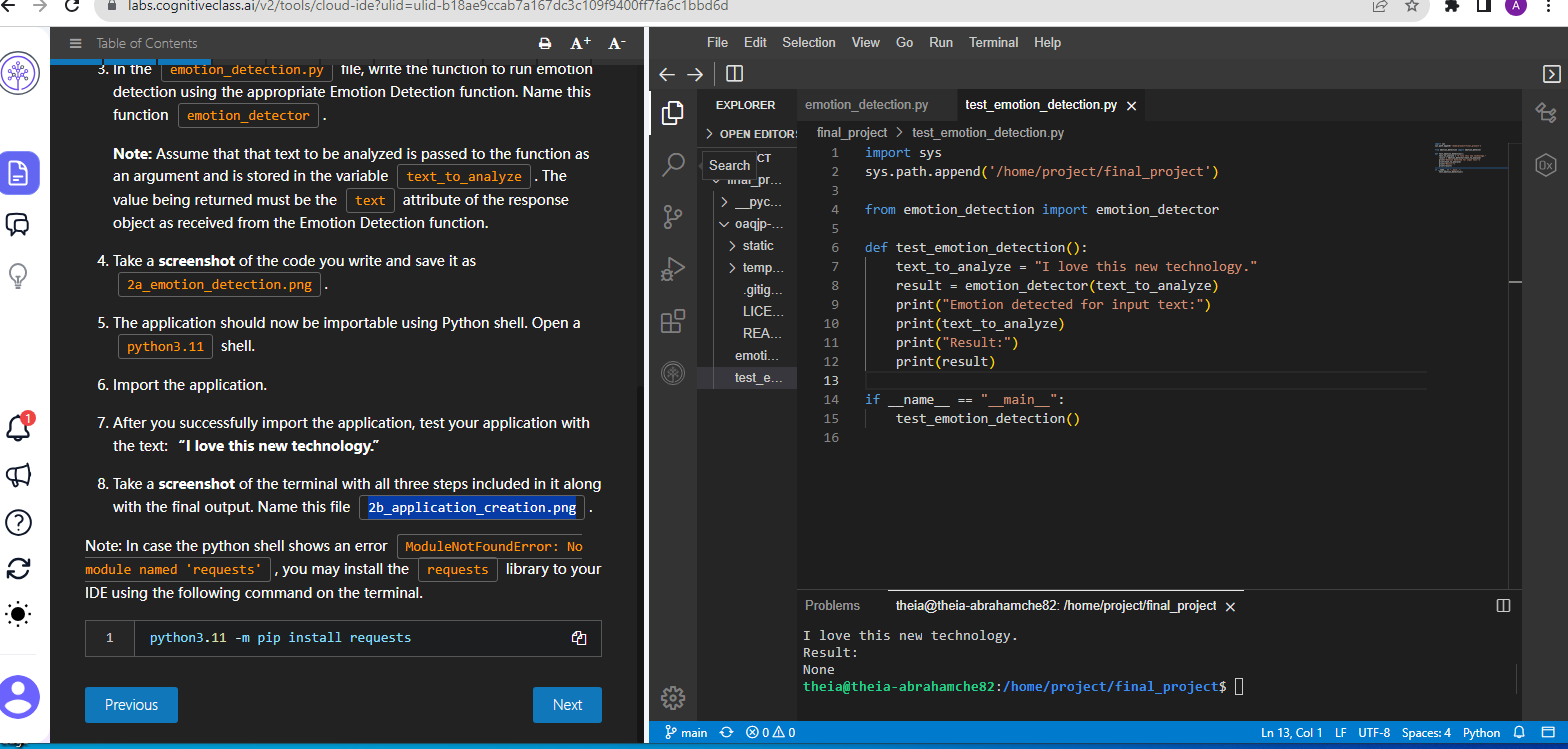 labs.cognitiveclass.ai/v2/tools/cloud-ide?ulid=ulid-b18ae9ccab7a167dc3c109f9400ff7fa6c1bbd6d
A
Table of Contents
A+ A-
3. In the emotion_detection.py file, write the function to run emotion
detection using the appropriate Emotion Detection function. Name this
function emotion_detector .
Note: Assume that that text to be analyzed is passed to the function as
an argument and is stored in the variable text_to_analyze . The
value being returned must be the text attribute of the response
object as received from the Emotion Detection function.
4. Take a screenshot of the code you write and save it as
2a_emotion_detection.png .
5. The application should now be importable using Python shell. Open a
python3.11 shell.
6. Import the application.
7. After you successfully import the application, test your application with
the text: “I love this new technology.”
8. Take a screenshot of the terminal with all three steps included in it along
with the final output. Name this file 2b_application_creation.png .
Note: In case the python shell shows an error ModuleNotFoundError: No
module named 'requests' , you may install the requests library to your
IDE using the following command on the terminal.
1 python3.11 -m pip install requests
Previous Next
1
File Edit Selection View Go Run Terminal Help
EXPLORER
OPEN EDITOR
Search
CT
final_pr...
__pyc...
oaqjp-...
static
temp...
.gitig...
LICE...
REA...
emoti...
test_e...
emotion_detection.py test_emotion_detection.py
final_project > test_emotion_detection.py
1 import sys
2 sys.path.append('/home/project/final_project')
3
4 from emotion_detection import emotion_detector
5
6 def test_emotion_detection():
7 text_to_analyze = "I love this new technology."
8 result = emotion_detector(text_to_analyze)
9 print("Emotion detected for input text:")
10 print(text_to_analyze)
11 print("Result:")
12 print(result)
13
14 if __name__ == "__main__":
15 test_emotion_detection()
16
0x
Problems theia@theia-abrahamche82: /home/project/final_project
I love this new technology.
Result:
None
theia@theia-abrahamche82:/home/project/final_project$
main 0 0 Ln 13, Col 1 LF UTF-8 Spaces: 4 Python